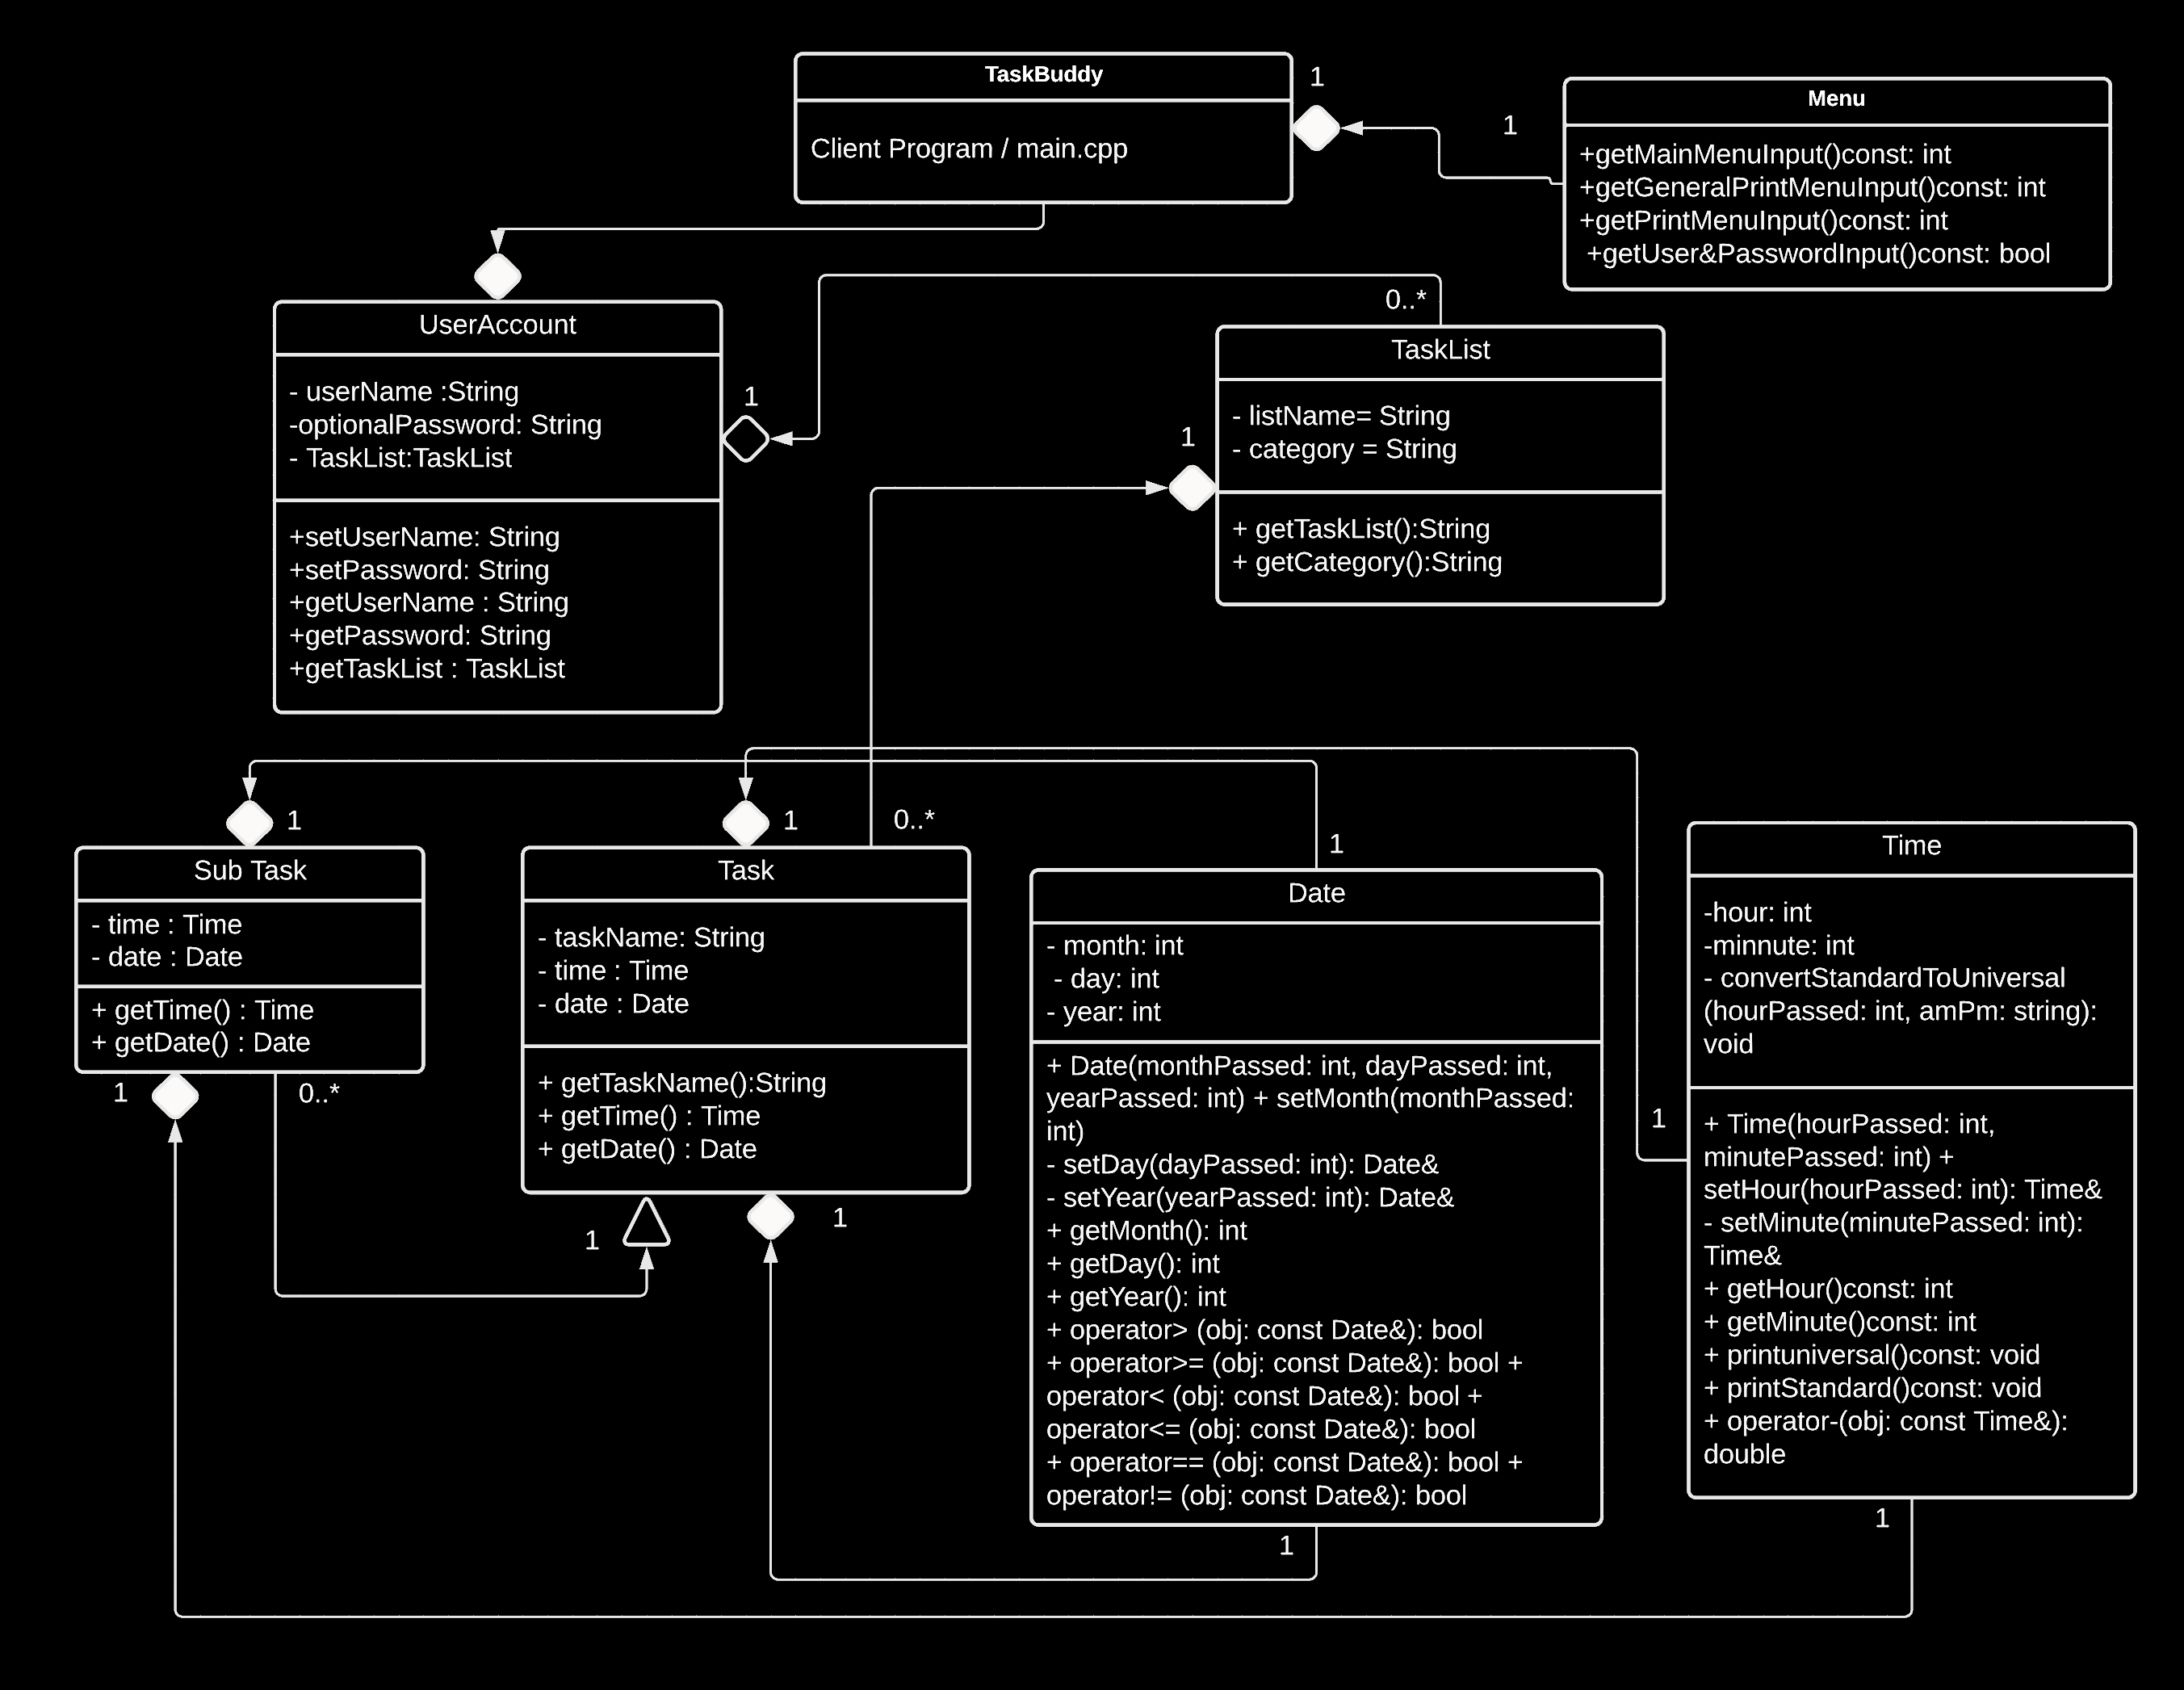 TaskBuddy
Client Program / main.cpp
1
1
Menu
+getMainMenuInput()const: int
+getGeneralPrintMenuInput()const: int
+getPrintMenuInput()const: int
+getUser&PasswordInput()const: bool
UserAccount
- userName :String
-optionalPassword: String
- TaskList:TaskList
+setUserName: String
+setPassword: String
+getUserName : String
+getPassword: String
+getTaskList : TaskList
1
0..*
TaskList
- listName= String
- category = String
+ getTaskList():String
+ getCategory():String
1
1
Sub Task
- time : Time
- date : Date
+ getTime() : Time
+ getDate() : Date
1
0..*
1
0..*
Task
- taskName: String
- time : Time
- date : Date
+ getTaskName():String
+ getTime() : Time
+ getDate() : Date
1
1
1
Date
- month: int
- day: int
- year: int
+ Date(monthPassed: int, dayPassed: int,
yearPassed: int) + setMonth(monthPassed:
int)
- setDay(dayPassed: int): Date&
- setYear(yearPassed: int): Date&
+ getMonth(): int
+ getDay(): int
+ getYear(): int
+ operator> (obj: const Date&): bool
+ operator>= (obj: const Date&): bool +
operator< (obj: const Date&): bool +
operator<= (obj: const Date&): bool
+ operator== (obj: const Date&): bool +
operator!= (obj: const Date&): bool
1
1
Time
-hour: int
-minnute: int
- convertStandardToUniversal
(hourPassed: int, amPm: string):
void
+ Time(hourPassed: int,
minutePassed: int) +
setHour(hourPassed: int): Time&
- setMinute(minutePassed: int):
Time&
+ getHour()const: int
+ getMinute()const: int
+ printuniversal()const: void
+ printStandard()const: void
+ operator-(obj: const Time&):
double
1